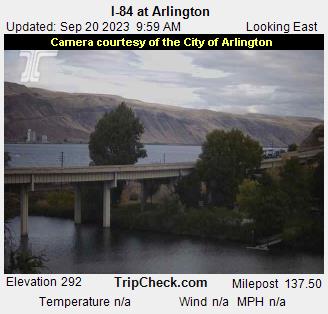 I-84 at Arlington
Updated: Sep 20 2023 9:59 AM Looking East
Camera courtesy of the City of Arlington
Elevation 292 TripCheck.com Milepost 137.50
Temperature n/a Wind n/a MPH n/a